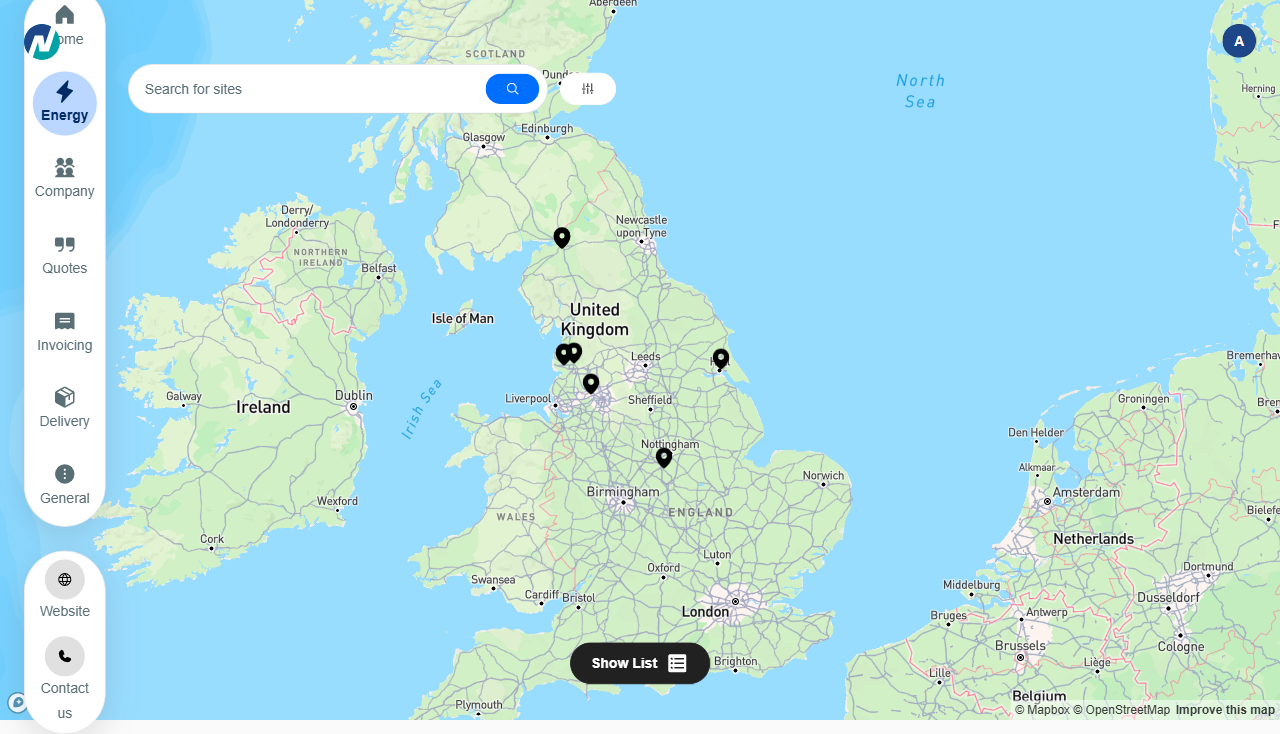 Home
Energy
Company
Quotes
Invoicing
Delivery
General
Website
Contact
us
Search for sites
A
Aberdeen
SCOTLAND
Dundee
Edinburgh
Glasgow
North
Sea
Herning
Derry/
Londonderry
NORTHERN
IRELAND
Belfast
Newcastle
upon Tyne
Isle of Man
United
Kingdom
Leeds
Hull
Irish Sea
Galway
Ireland
Dublin
Liverpool
Sheffield
Nottingham
Norwich
Birmingham
WALES
ENGLAND
Wexford
Cork
Luton
Oxford
Swansea
Cardiff
Bristol
London
Brighton
Plymouth
Groningen
Den Helder
Alkmaar
Amsterdam
Netherlands
Dortmund
Middelburg
Dusseldorf
Bruges
Antwerp
Brussels
Cologne
Lille
Liège
Belgium
Show List
© Mapbox © OpenStreetMap Improve this map